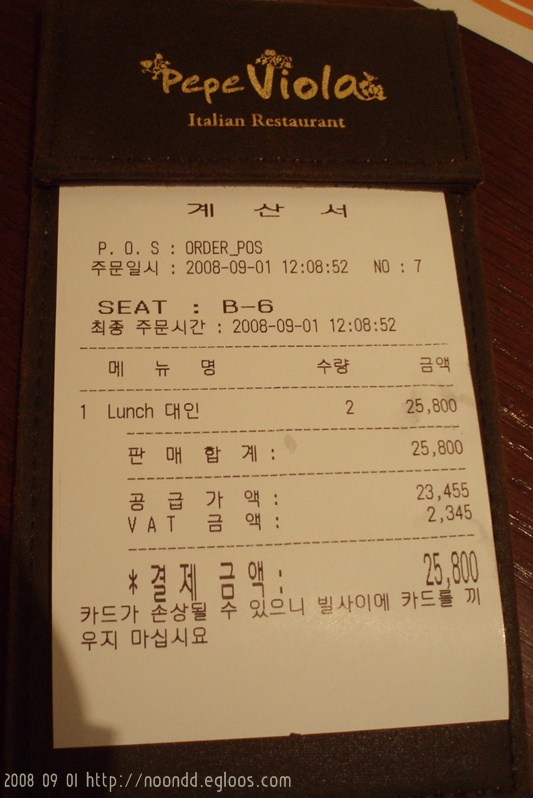 Pepe Viola
Italian Restaurant
계 산 서
P. O. S : ORDER_POS
주문일시 : 2008-09-01 12:08:52 NO : 7
SEAT : B-6
최종 주문시간 : 2008-09-01 12:08:52
메 뉴 명 수량 금액
1 Lunch 대인 2 25,800
판 매 합 계 : 25,800
공 급 가 액 : 23,455
V A T 금 액 : 2,345
* 결 제 금 액 : 25,800
카드가 손상될 수 있으니 빌사이에 카드를 끼
우지 마십시요
2008 09 01 http://noondd.egloos.com